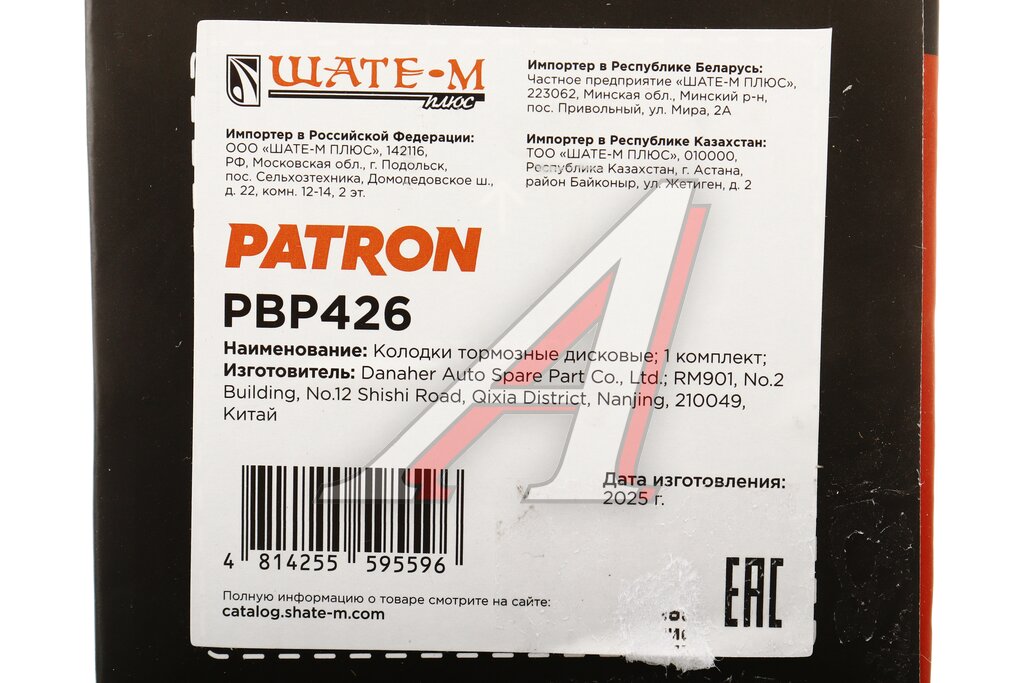 ШАТЕ-М
ПЛЮС
Импортер в Российской Федерации:
ООО «ШАТЕ-М ПЛЮС», 142116,
РФ, Московская обл., г. Подольск,
пос. Сельхозтехника, Домодедовское ш.,
д. 22, комн. 12-14, 2 эт.
Импортер в Республике Беларусь:
Частное предприятие «ШАТЕ-М ПЛЮС»,
223062, Минская обл., Минский р-н,
пос. Привольный, ул. Мира, 2А
Импортер в Республике Казахстан:
ТОО «ШАТЕ-М ПЛЮС», 010000,
Республика Казахстан, г. Астана,
район Байконыр, ул. Жетиген, д. 2
PATRON
PBP426
Наименование: Колодки тормозные дисковые; 1 комплект;
Изготовитель: Danaher Auto Spare Part Co., Ltd.; RM901, No.2
Building, No.12 Shishi Road, Qixia District, Nanjing, 210049,
Китай
Дата изготовления:
2025 г.
4 814255 595596
EAC
Полную информацию о товаре смотрите на сайте:
catalog.shate-m.com